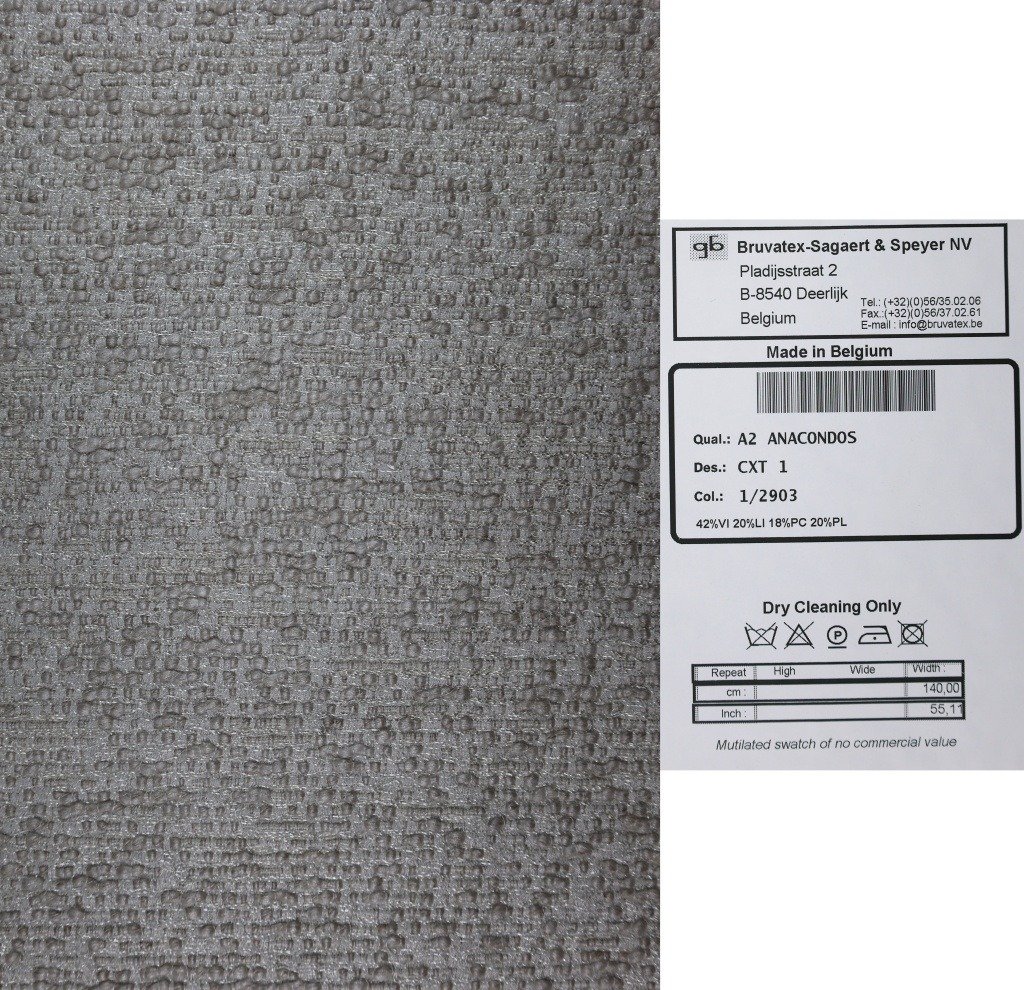 gb
Bruvatex-Sagaert & Speyer NV
Pladijsstraat 2
B-8540 Deerlijk
Belgium
Tel.: (+32)(0)56/35.02.06
Fax.:(+32)(0)56/37.02.61
E-mail : info@bruvatex.be
Made in Belgium
Qual.: A2 ANACONDOS
Des.: CXT 1
Col.: 1/2903
42%VI 20%LI 18%PC 20%PL
Dry Cleaning Only
P
Repeat High Wide Width :
cm : 140,00
Inch : 55,11
Mutilated swatch of no commercial value